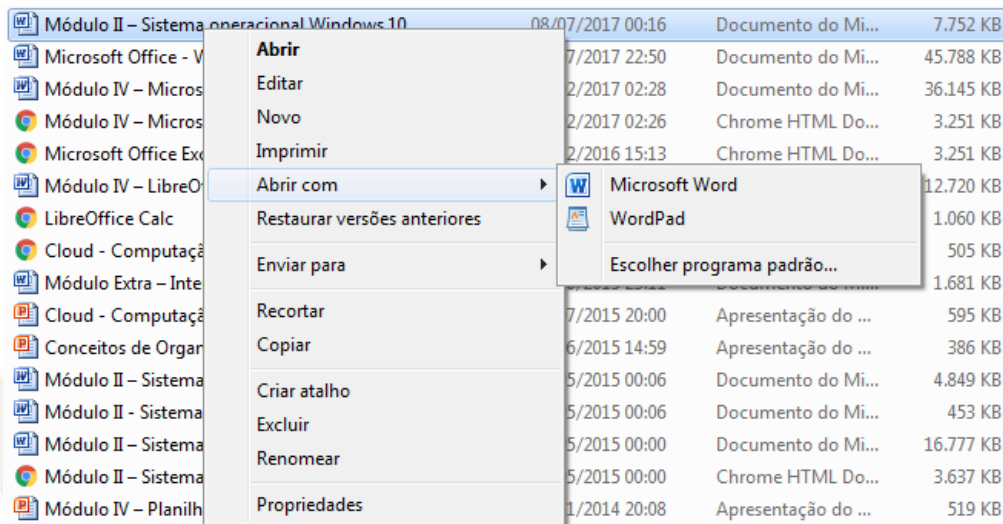 Módulo II – Sistema operacional Windows 10 08/07/2017 00:16 Documento do Mi... 7.752 KB
Microsoft Office - 7/2017 22:50 Documento do Mi... 45.788 KB
Módulo IV – Micros 2/2017 02:28 Documento do Mi... 36.145 KB
Módulo IV – Micros 2/2017 02:26 Chrome HTML Do... 3.251 KB
Microsoft Office Exc 2/2016 15:13 Chrome HTML Do... 3.251 KB
Módulo IV – LibreO 12.720 KB
LibreOffice Calc 1.060 KB
Cloud - Computaçã 505 KB
Módulo Extra – Inte 1.681 KB
Cloud - Computaçã 7/2015 20:00 Apresentação do ... 595 KB
Conceitos de Organ 6/2015 14:59 Apresentação do ... 386 KB
Módulo II – Sistema 5/2015 00:06 Documento do Mi... 4.849 KB
Módulo II - Sistema 5/2015 00:06 Documento do Mi... 453 KB
Módulo II – Sistema 5/2015 00:00 Documento do Mi... 16.777 KB
Módulo II – Sistema 5/2015 00:00 Chrome HTML Do... 3.637 KB
Módulo IV – Planilh 1/2014 20:08 Apresentação do ... 519 KB
Abrir
Editar
Novo
Imprimir
Abrir com
Restaurar versões anteriores
Enviar para
Recortar
Copiar
Criar atalho
Excluir
Renomear
Propriedades
Microsoft Word
WordPad
Escolher programa padrão...